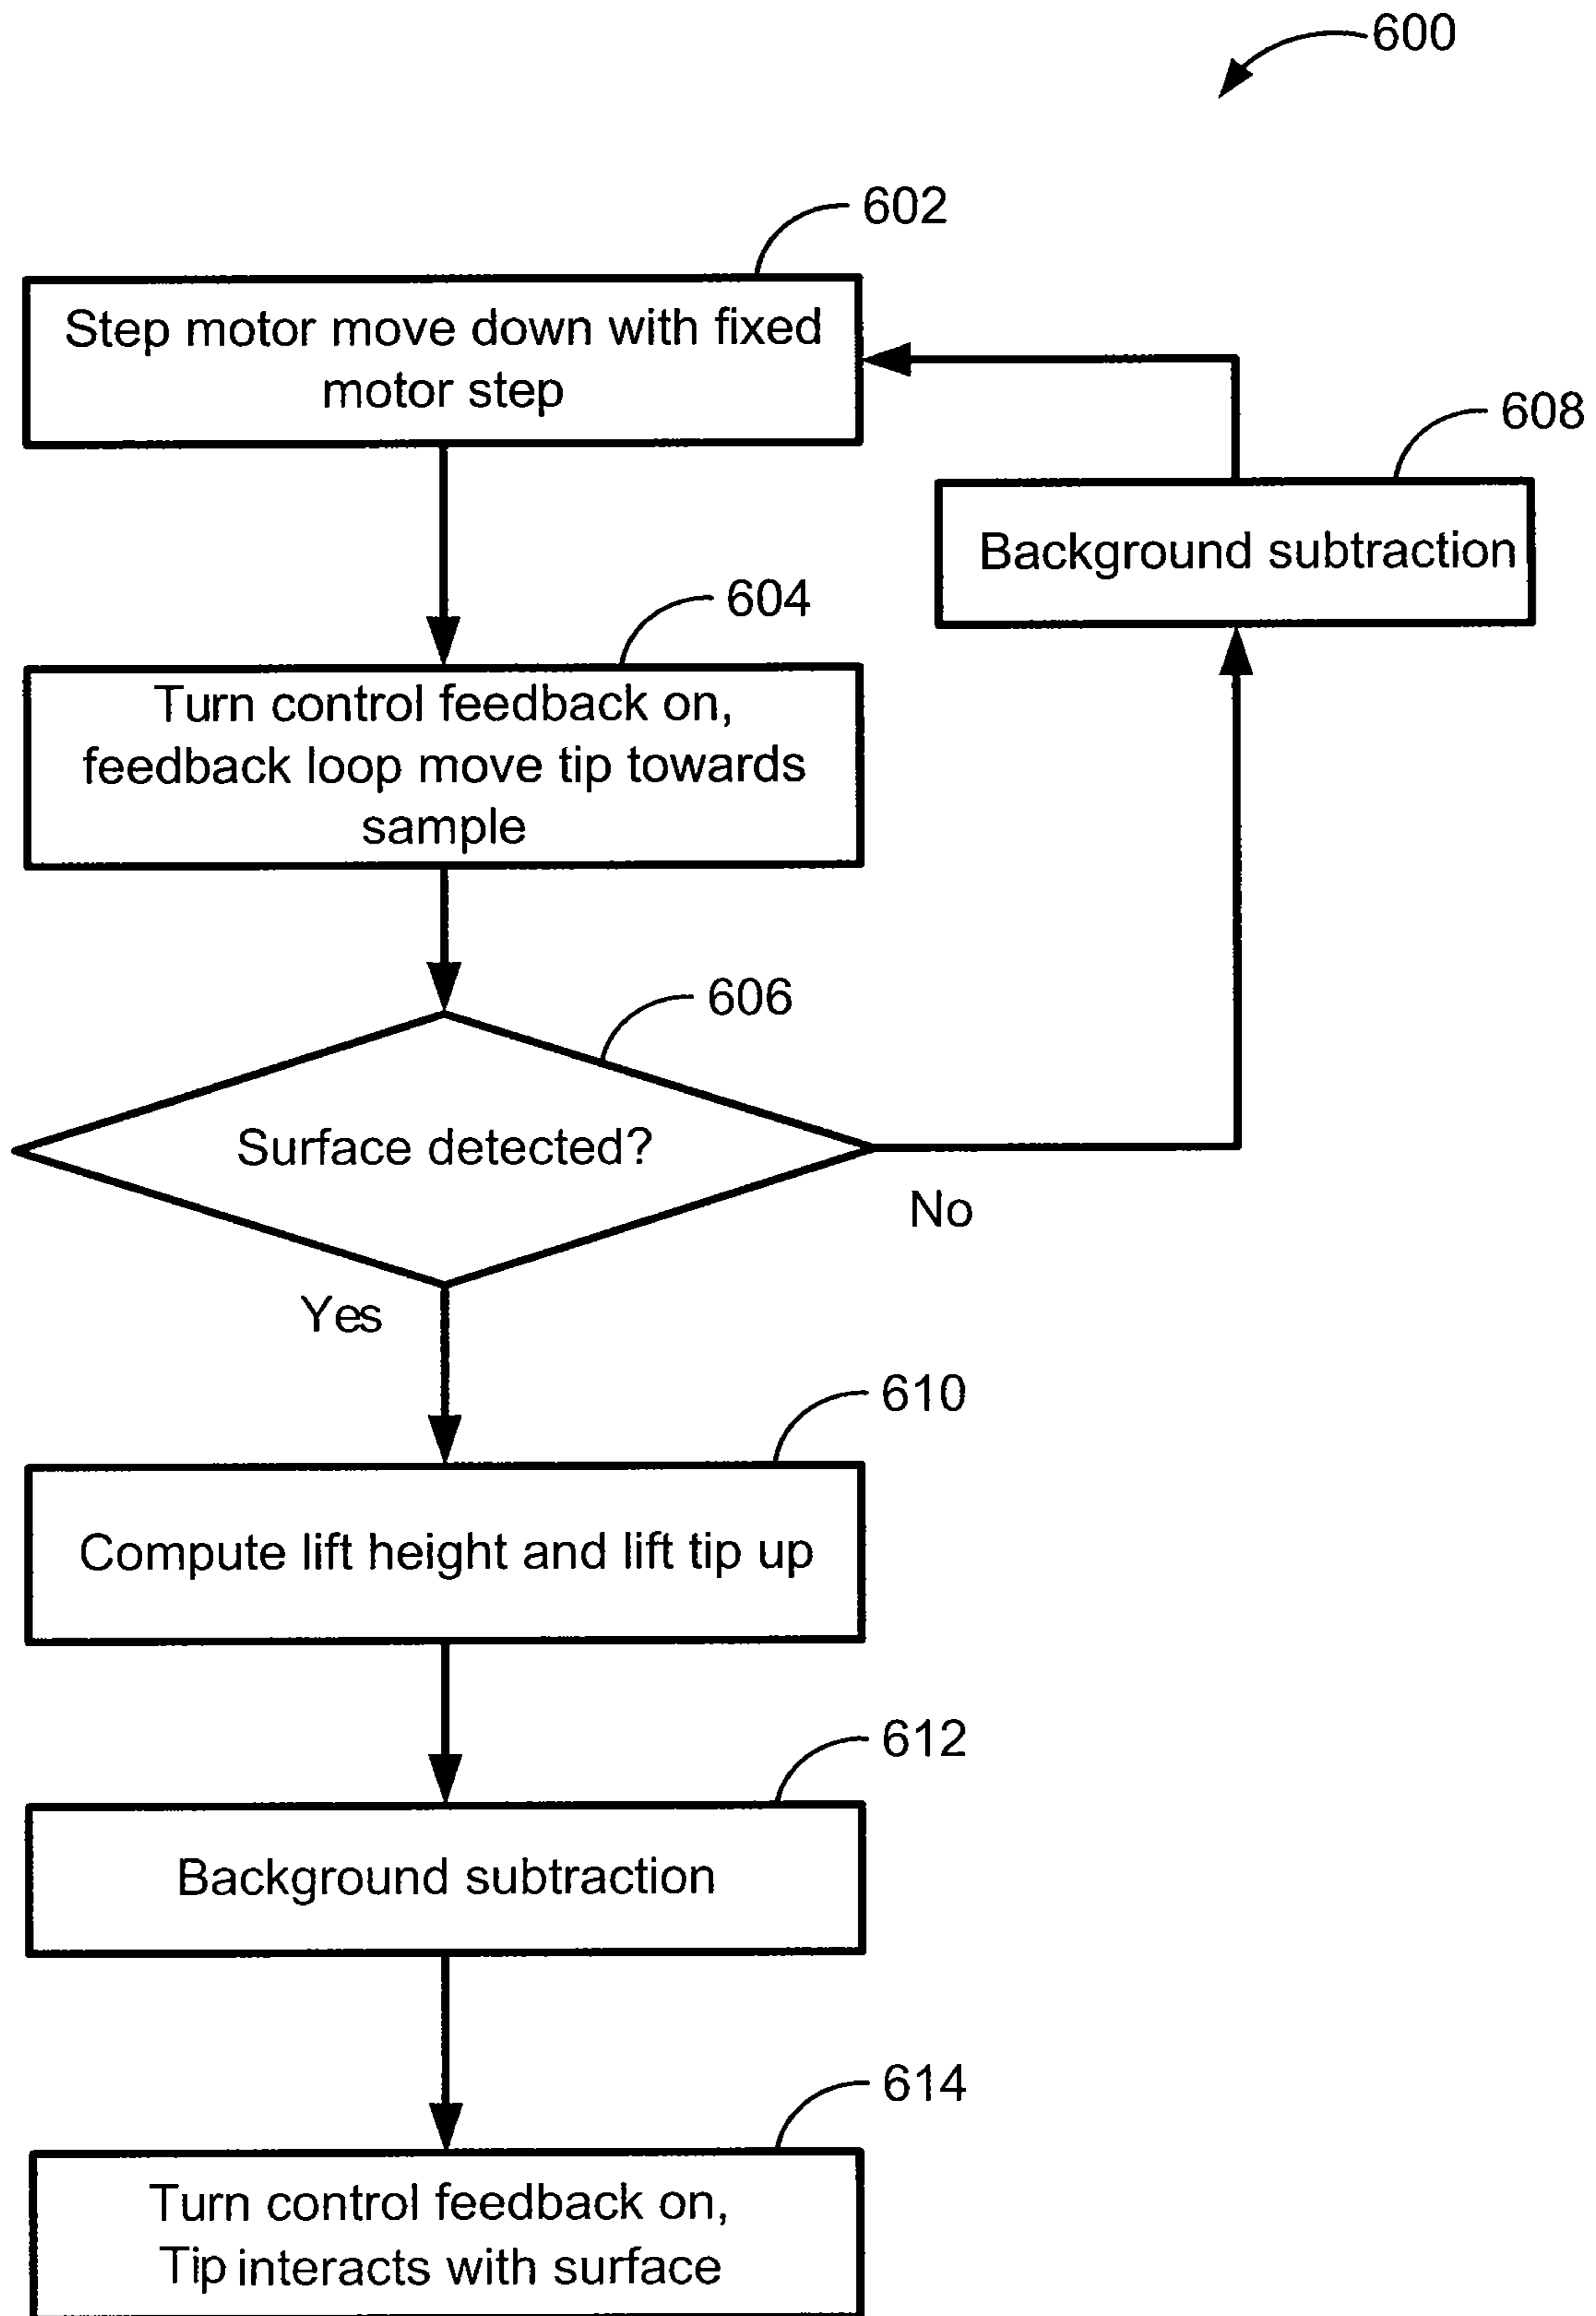 600
602
Step motor move down with fixed
motor step
608
Background subtraction
604
Turn control feedback on,
feedback loop move tip towards
sample
606
Surface detected?
No
Yes
610
Compute lift height and lift tip up
612
Background subtraction
614
Turn control feedback on,
Tip interacts with surface